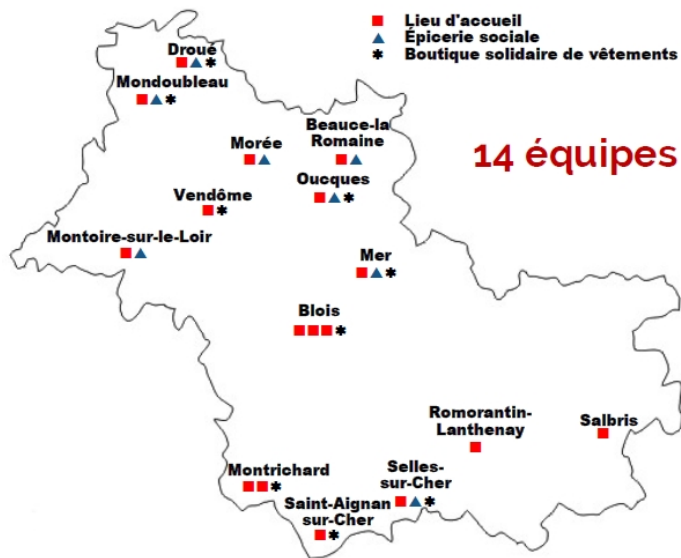 Lieu d'accueil
Épicerie sociale
Boutique solidaire de vêtements
14 équipes
Droué
Mondoubleau
Morée
Beauce-la
Romaine
Oucques
Vendôme
Montoire-sur-le-Loir
Mer
Blois
Romorantin-
Lanthenay
Salbris
Montrichard
Selles-
sur-Cher
Saint-Aignan
sur-Cher